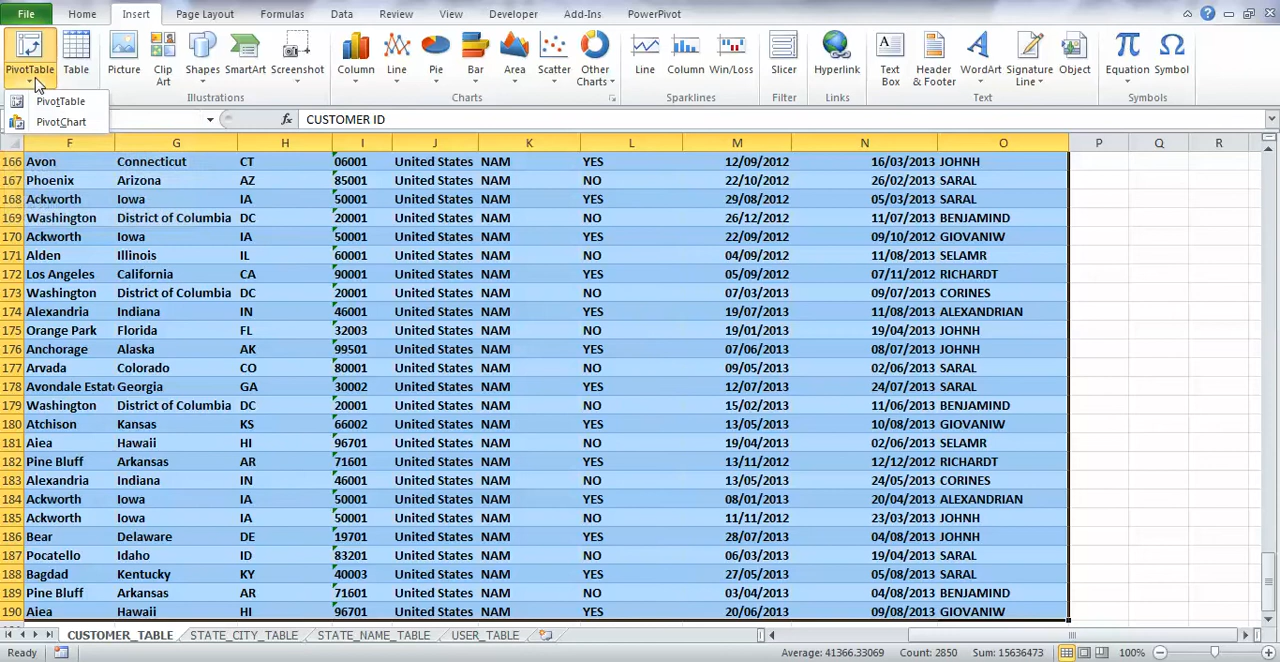 File Home Insert Page Layout Formulas Data Review View Developer Add-Ins PowerPivot
PivotTable Table Picture Clip Art Shapes SmartArt Screenshot Column Line Pie Bar Area Scatter Other Charts Line Column Win/Loss Slicer Hyperlink Text Box Header & Footer WordArt Signature Line Object Equation Symbol
Illustrations Charts Sparklines Filter Links Text Symbols
PivotTable
PivotChart
fx CUSTOMER ID
F G H I J K L M N O P Q R
166 Avon Connecticut CT 06001 United States NAM YES 12/09/2012 16/03/2013 JOHNH
167 Phoenix Arizona AZ 85001 United States NAM NO 22/10/2012 26/02/2013 SARAL
168 Ackworth Iowa IA 50001 United States NAM YES 29/08/2012 05/03/2013 SARAL
169 Washington District of Columbia DC 20001 United States NAM NO 26/12/2012 11/07/2013 BENJAMIND
170 Ackworth Iowa IA 50001 United States NAM YES 22/09/2012 09/10/2012 GIOVANIW
171 Alden Illinois IL 60001 United States NAM NO 04/09/2012 11/08/2013 SELAMR
172 Los Angeles California CA 90001 United States NAM YES 05/09/2012 07/11/2012 RICHARDT
173 Washington District of Columbia DC 20001 United States NAM NO 07/03/2013 09/07/2013 CORINES
174 Alexandria Indiana IN 46001 United States NAM YES 19/07/2013 11/08/2013 ALEXANDRIAN
175 Orange Park Florida FL 32003 United States NAM NO 19/01/2013 19/04/2013 JOHNH
176 Anchorage Alaska AK 99501 United States NAM YES 07/06/2013 08/07/2013 JOHNH
177 Arvada Colorado CO 80001 United States NAM NO 09/05/2013 02/06/2013 SARAL
178 Avondale Estat Georgia GA 30002 United States NAM YES 12/07/2013 24/07/2013 SARAL
179 Washington District of Columbia DC 20001 United States NAM NO 15/02/2013 11/06/2013 BENJAMIND
180 Atchison Kansas KS 66002 United States NAM YES 13/05/2013 10/08/2013 GIOVANIW
181 Aiea Hawaii HI 96701 United States NAM NO 19/04/2013 02/06/2013 SELAMR
182 Pine Bluff Arkansas AR 71601 United States NAM YES 13/11/2012 12/12/2012 RICHARDT
183 Alexandria Indiana IN 46001 United States NAM NO 13/05/2013 24/05/2013 CORINES
184 Ackworth Iowa IA 50001 United States NAM YES 08/01/2013 20/04/2013 ALEXANDRIAN
185 Ackworth Iowa IA 50001 United States NAM NO 11/11/2012 23/03/2013 JOHNH
186 Bear Delaware DE 19701 United States NAM YES 28/07/2013 04/08/2013 JOHNH
187 Pocatello Idaho ID 83201 United States NAM NO 06/03/2013 19/04/2013 SARAL
188 Bagdad Kentucky KY 40003 United States NAM YES 27/05/2013 05/08/2013 SARAL
189 Pine Bluff Arkansas AR 71601 United States NAM NO 03/04/2013 04/08/2013 BENJAMIND
190 Aiea Hawaii HI 96701 United States NAM YES 20/06/2013 09/08/2013 GIOVANIW
CUSTOMER_TABLE STATE_CITY_TABLE STATE_NAME_TABLE USER_TABLE
Ready Average: 41366.33069 Count: 2850 Sum: 15636473 100%